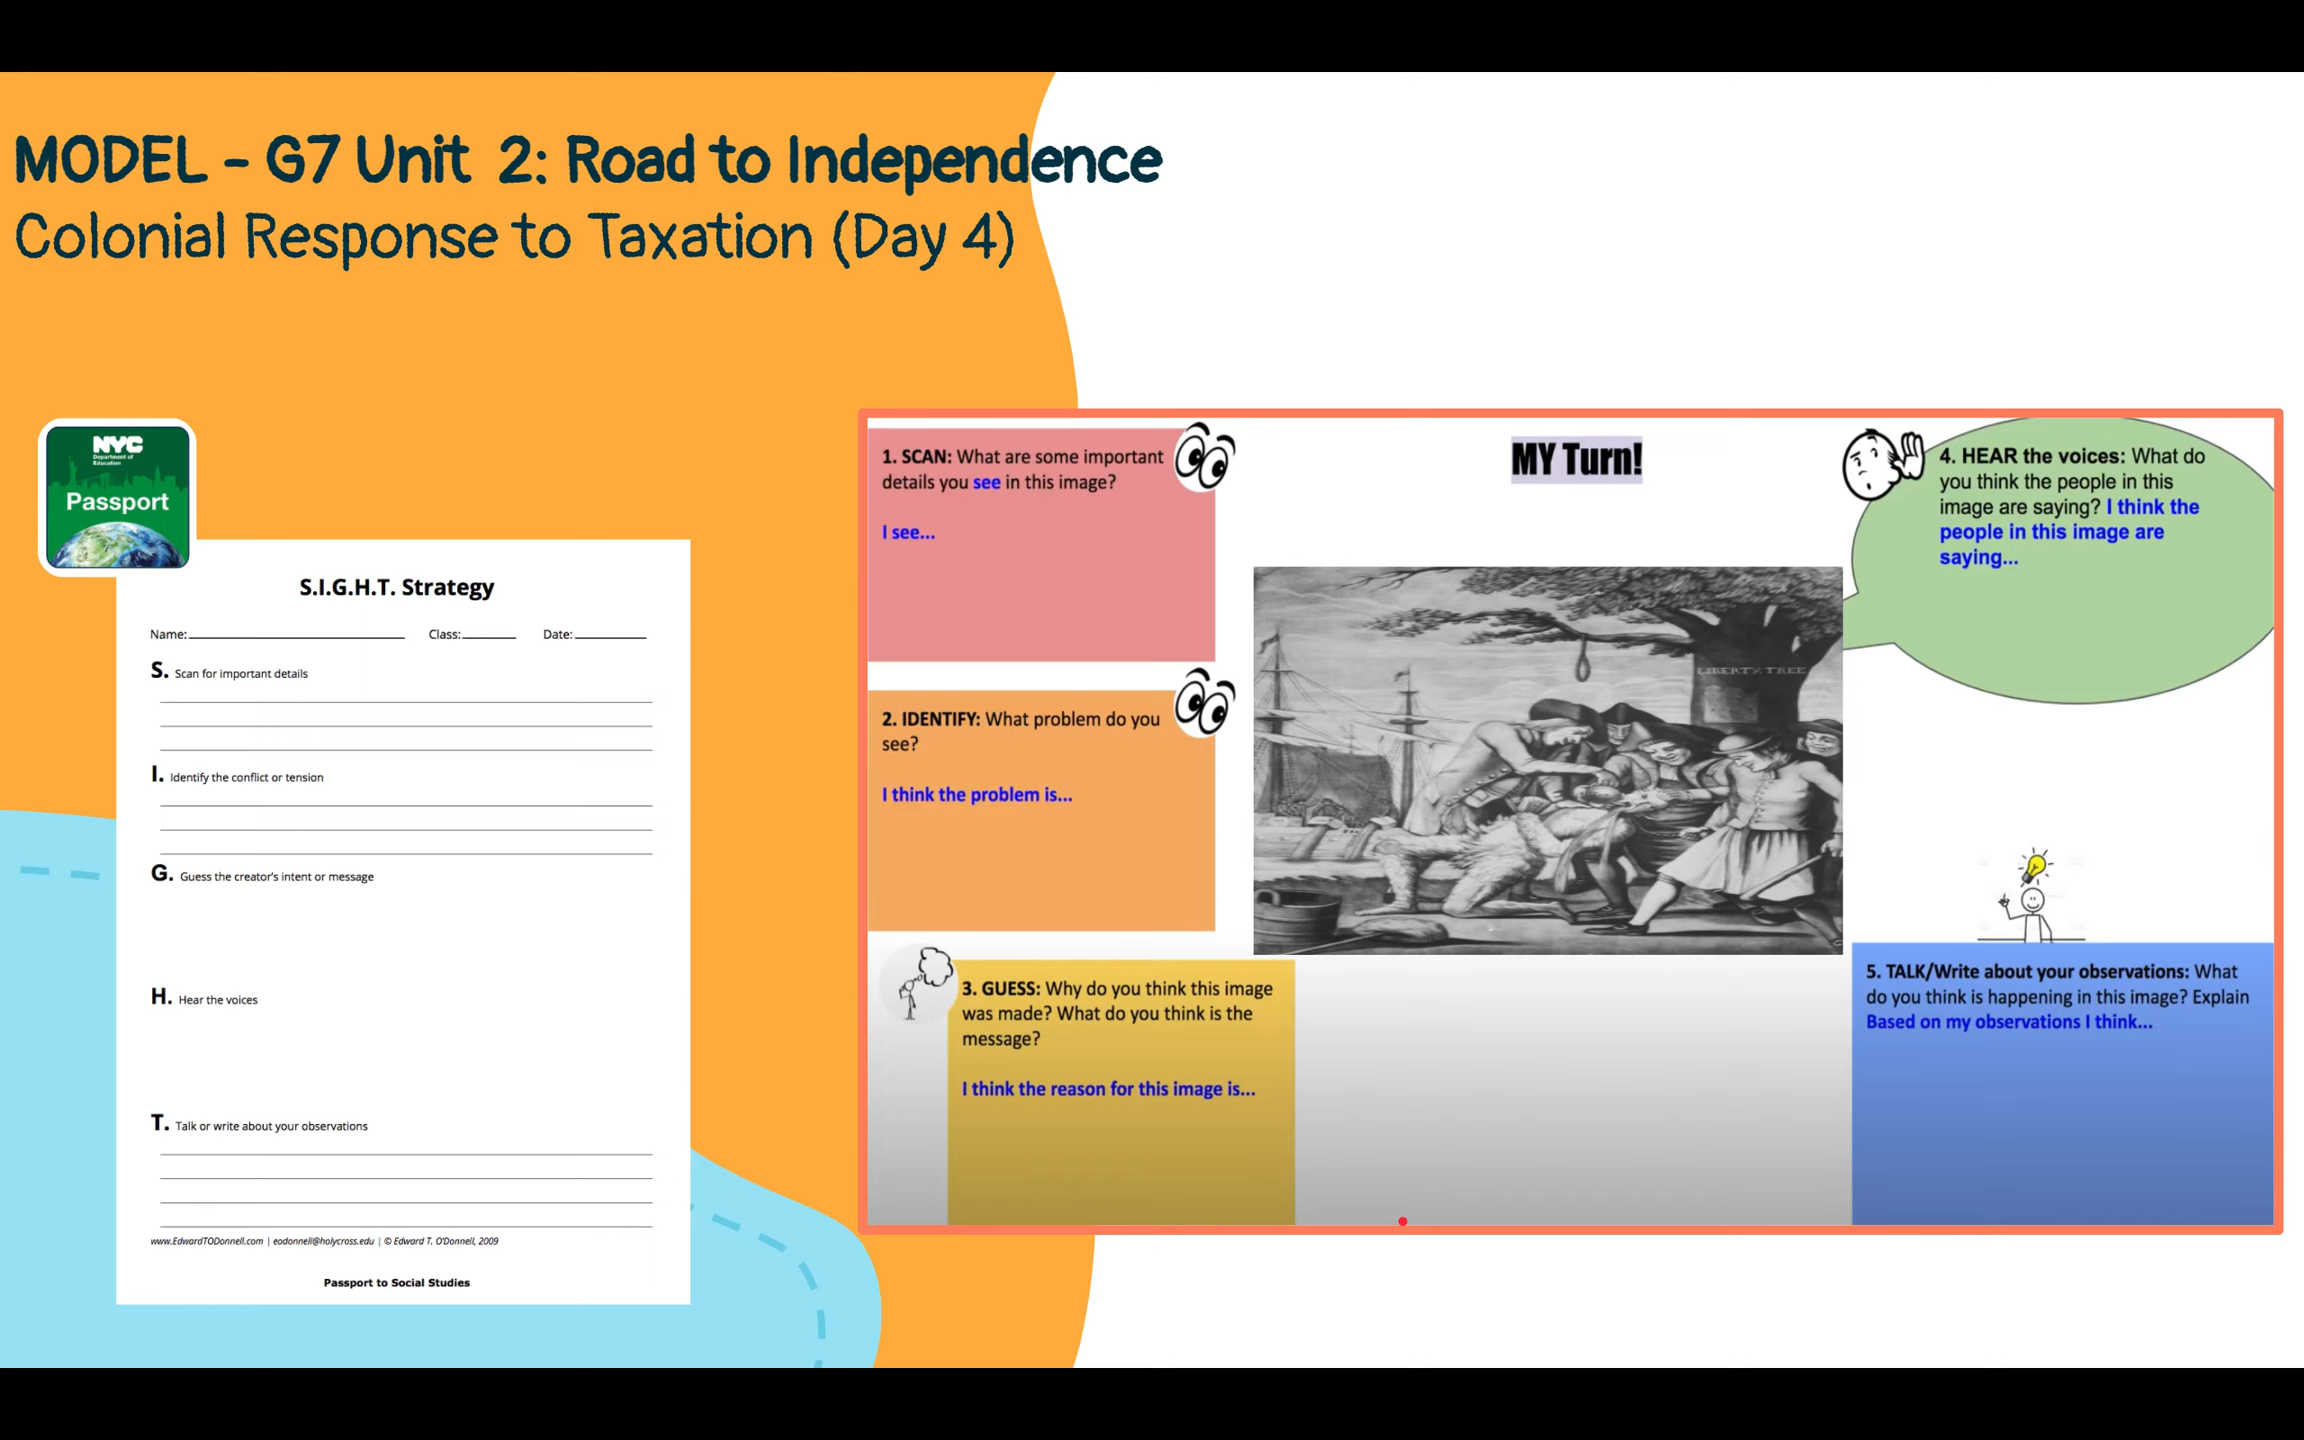 MODEL - G7 Unit 2: Road to Independence
Colonial Response to Taxation (Day 4)
NYC
Department of
Education
Passport
S.I.G.H.T. Strategy
Name: Class: Date:
S. Scan for important details
I. Identify the conflict or tension
G. Guess the creator's intent or message
H. Hear the voices
T. Talk or write about your observations
www.EdwardTODonnell.com | eodonnell@holycross.edu | © Edward T. O'Donnell, 2009
Passport to Social Studies
1. SCAN: What are some important
details you see in this image?
I see...
2. IDENTIFY: What problem do you
see?
I think the problem is...
3. GUESS: Why do you think this image
was made? What do you think is the
message?
I think the reason for this image is...
MY Turn!
LIBERTY TREE
4. HEAR the voices: What do
you think the people in this
image are saying? I think the
people in this image are
saying...
5. TALK/Write about your observations: What
do you think is happening in this image? Explain
Based on my observations I think...